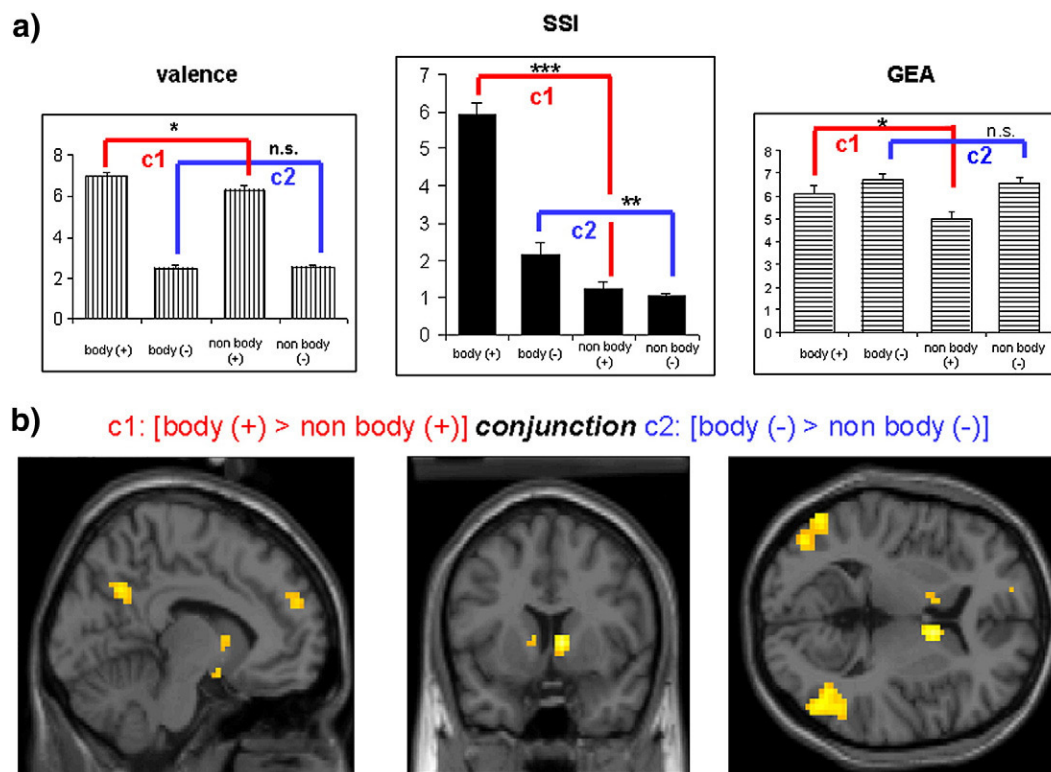 a)
SSI
valence
GEA
*
c1
n.s.
c2
8
6
4
2
0
body (+)
body (-)
non body
(+)
non body
(-)
***
c1
**
c2
7
6
5
4
3
2
1
0
body (+)
body (-)
non body
(+)
non body
(-)
*
c1
n.s.
c2
8
7
6
5
4
3
2
1
0
body (+)
body (-)
non body
(+)
non body
(-)
b)
c1: [body (+) > non body (+)] conjunction c2: [body (-) > non body (-)]